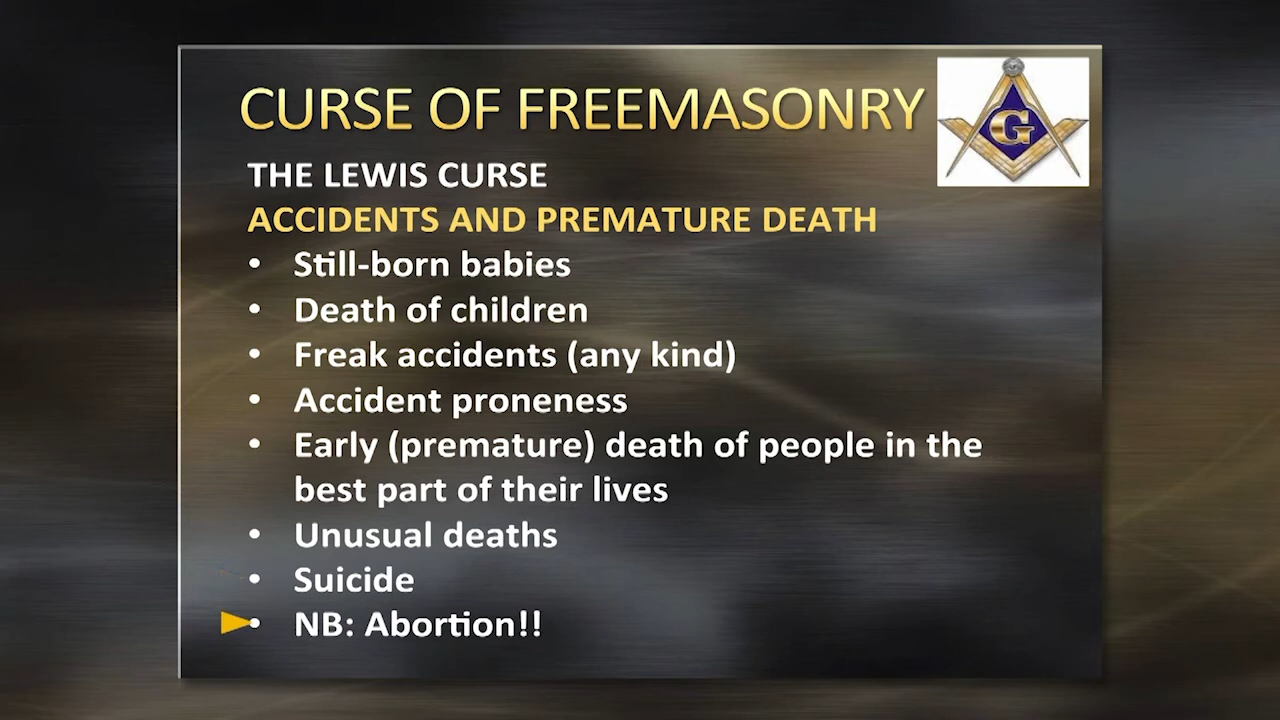 CURSE OF FREEMASONRY
G
THE LEWIS CURSE
ACCIDENTS AND PREMATURE DEATH
• Still-born babies
• Death of children
• Freak accidents (any kind)
• Accident proneness
• Early (premature) death of people in the
best part of their lives
• Unusual deaths
• Suicide
• NB: Abortion!!